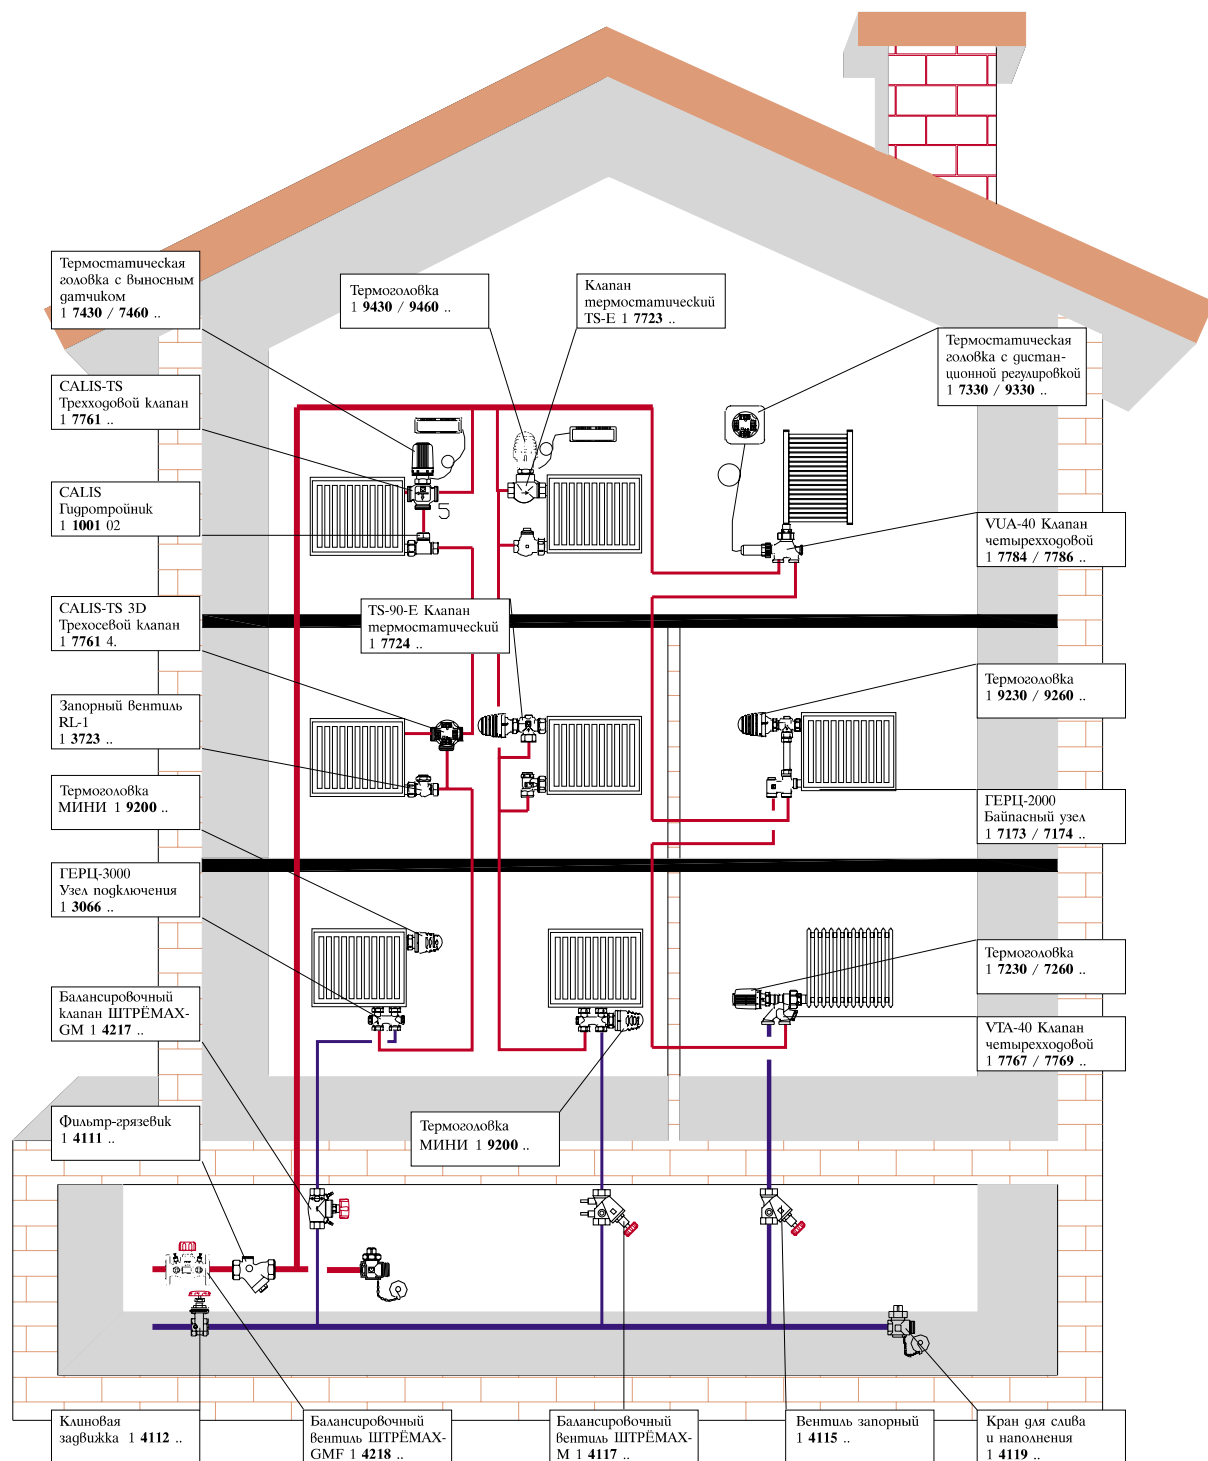 Термостатическая
головка с выносным
датчиком
1 7430 / 7460 ..
Термоголовка
1 9430 / 9460 ..
Клапан
термостатический
TS-E 1 7723 ..
Термостатическая
головка с дистан-
ционной регулировкой
1 7330 / 9330 ..
CALIS-TS
Трехходовой клапан
1 7761 ..
CALIS
Гидротройник
1 1001 02
5
VUA-40 Клапан
четырехходовой
1 7784 / 7786 ..
CALIS-TS 3D
Трехосевой клапан
1 7761 4.
TS-90-E Клапан
термостатический
1 7724 ..
Термоголовка
1 9230 / 9260 ..
Запорный вентиль
RL-1
1 3723 ..
Термоголовка
МИНИ 1 9200 ..
ГЕРЦ-2000
Байпасный узел
1 7173 / 7174 ..
ГЕРЦ-3000
Узел подключения
1 3066 ..
Термоголовка
1 7230 / 7260 ..
Балансировочный
клапан ШТРЁМАХ-
GM 1 4217 ..
VTA-40 Клапан
четырехходовой
1 7767 / 7769 ..
Фильтр-грязевик
1 4111 ..
Термоголовка
МИНИ 1 9200 ..
Клиновая
задвижка 1 4112 ..
Балансировочный
вентиль ШТРЁМАХ-
GMF 1 4218 ..
Балансировочный
вентиль ШТРЁМАХ-
M 1 4117 ..
Вентиль запорный
1 4115 ..
Кран для слива
и наполнения
1 4119 ..